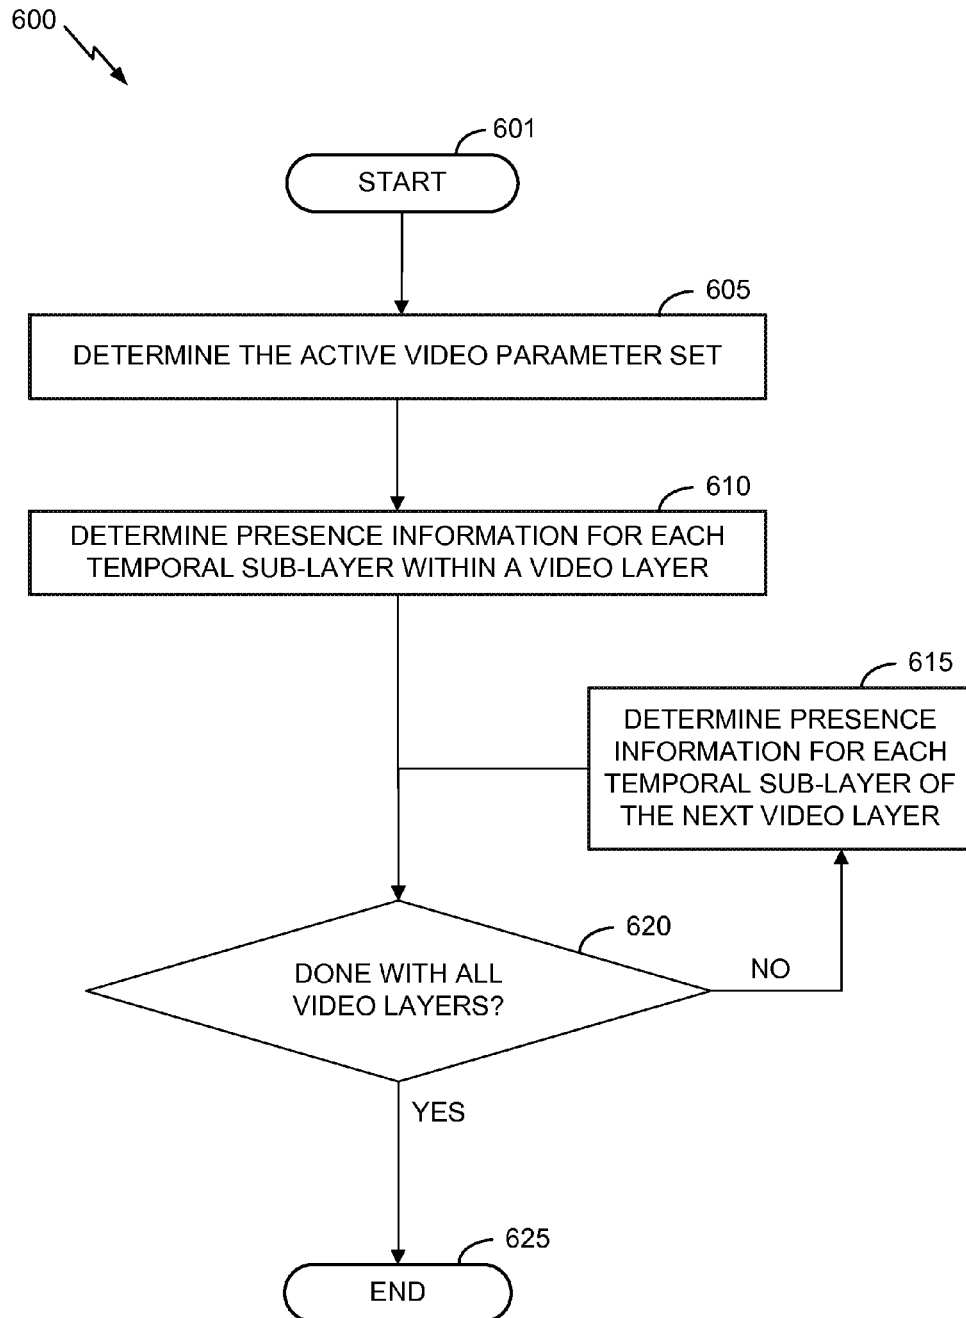 600
601
START
605
DETERMINE THE ACTIVE VIDEO PARAMETER SET
610
DETERMINE PRESENCE INFORMATION FOR EACH
TEMPORAL SUB-LAYER WITHIN A VIDEO LAYER
615
DETERMINE PRESENCE
INFORMATION FOR EACH
TEMPORAL SUB-LAYER OF
THE NEXT VIDEO LAYER
620
DONE WITH ALL
VIDEO LAYERS?
NO
YES
625
END